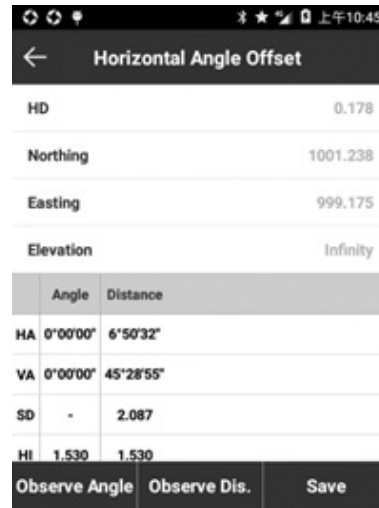 上午10:45
Horizontal Angle Offset
HD 0.178
Northing 1001.238
Easting 999.175
Elevation Infinity
Angle Distance
HA 0°00'00" 6°50'32"
VA 0°00'00" 45°28'55"
SD - 2.087
HI 1.530 1.530
Observe Angle Observe Dis. Save